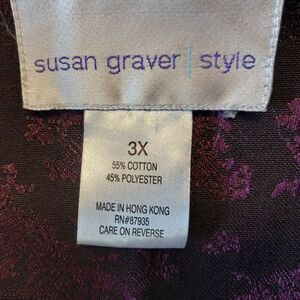 susan graver | style
3X
55% COTTON
45% POLYESTER
MADE IN HONG KONG
RN#87935
CARE ON REVERSE